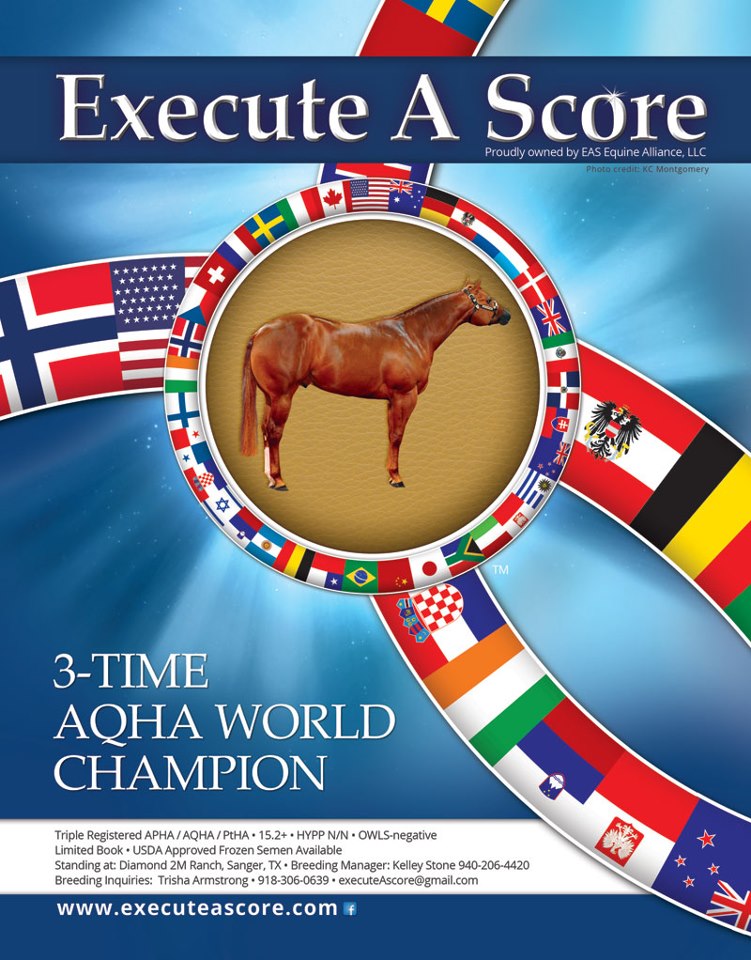 Execute A Score
Proudly owned by EAS Equine Alliance, LLC
Photo credit: KC Montgomery
TM
3-TIME
AQHA WORLD
CHAMPION
Triple Registered APHA / AQHA / PtHA • 15.2+ • HYPP N/N • OWLS-negative
Limited Book • USDA Approved Frozen Semen Available
Standing at: Diamond 2M Ranch, Sanger, TX • Breeding Manager: Kelley Stone 940-206-4420
Breeding Inquiries: Trisha Armstrong • 918-306-0639 • executeAscore@gmail.com
www.executeascore.com f